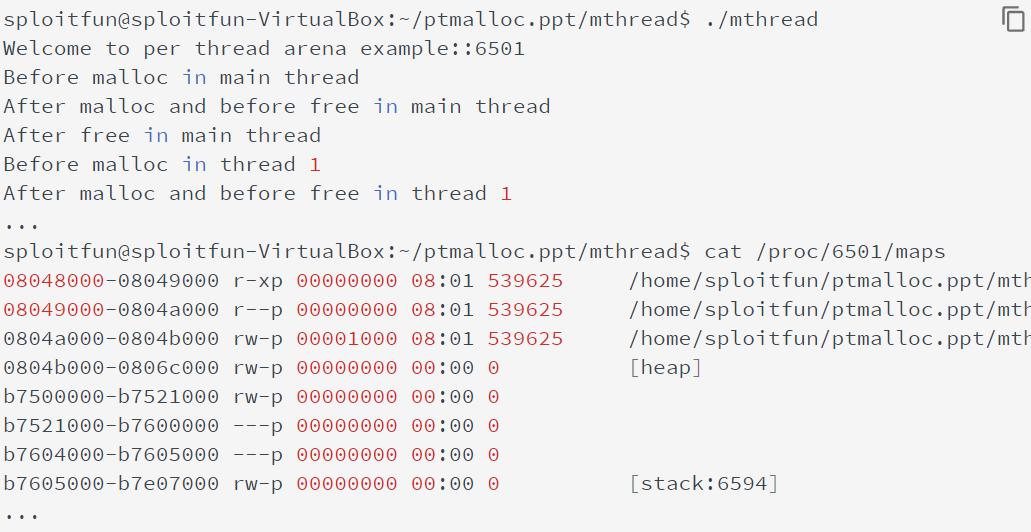 sploitfun@sploitfun-VirtualBox:~/ptmalloc.ppt/mthread$ ./mthread
Welcome to per thread arena example::6501
Before malloc in main thread
After malloc and before free in main thread
After free in main thread
Before malloc in thread 1
After malloc and before free in thread 1
...
sploitfun@sploitfun-VirtualBox:~/ptmalloc.ppt/mthread$ cat /proc/6501/maps
08048000-08049000 r-xp 00000000 08:01 539625     /home/sploitfun/ptmalloc.ppt/mth
08049000-0804a000 r--p 00000000 08:01 539625     /home/sploitfun/ptmalloc.ppt/mth
0804a000-0804b000 rw-p 00001000 08:01 539625     /home/sploitfun/ptmalloc.ppt/mth
0804b000-0806c000 rw-p 00000000 00:00 0          [heap]
b7500000-b7521000 rw-p 00000000 00:00 0
b7521000-b7600000 ---p 00000000 00:00 0
b7604000-b7605000 ---p 00000000 00:00 0
b7605000-b7e07000 rw-p 00000000 00:00 0          [stack:6594]
...